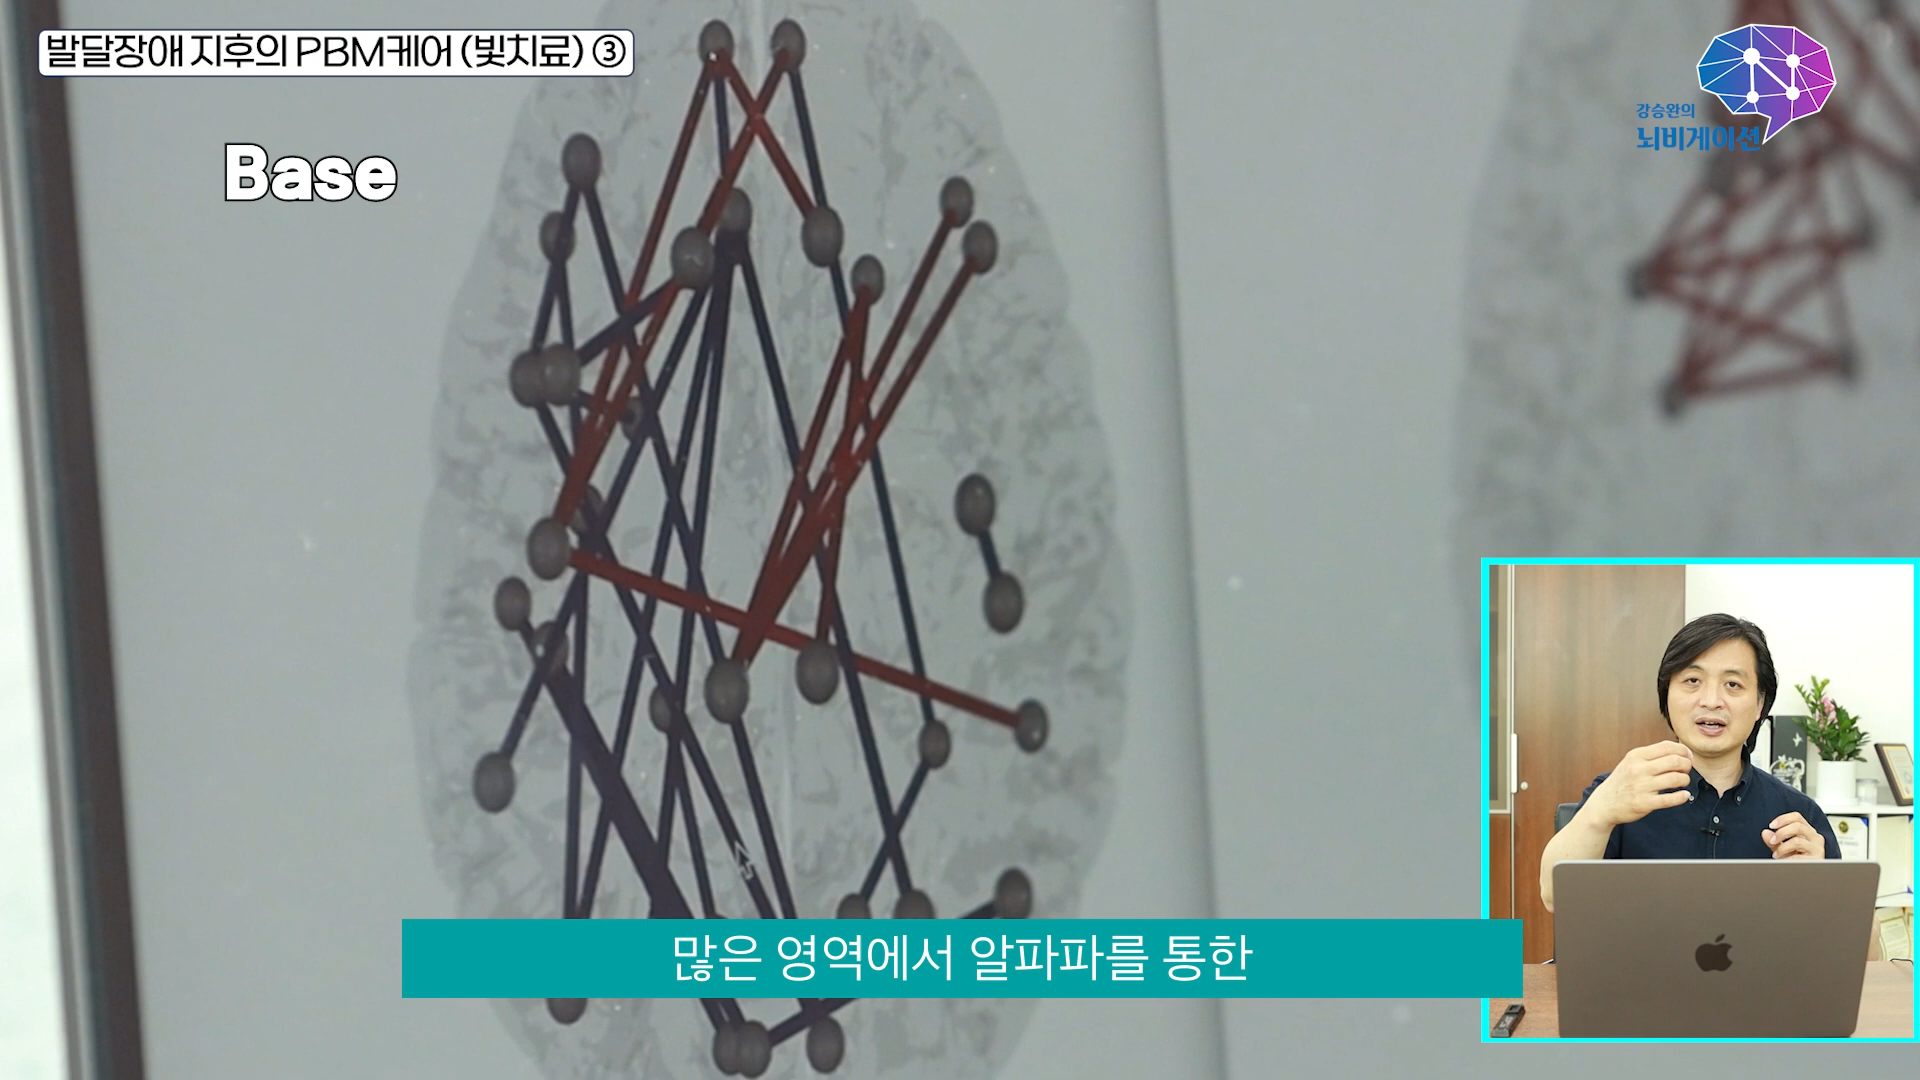 발달장애 지후의 PBM케어 (빛치료) ③
강승완의
뇌비게이션
Base
많은 영역에서 알파파를 통한